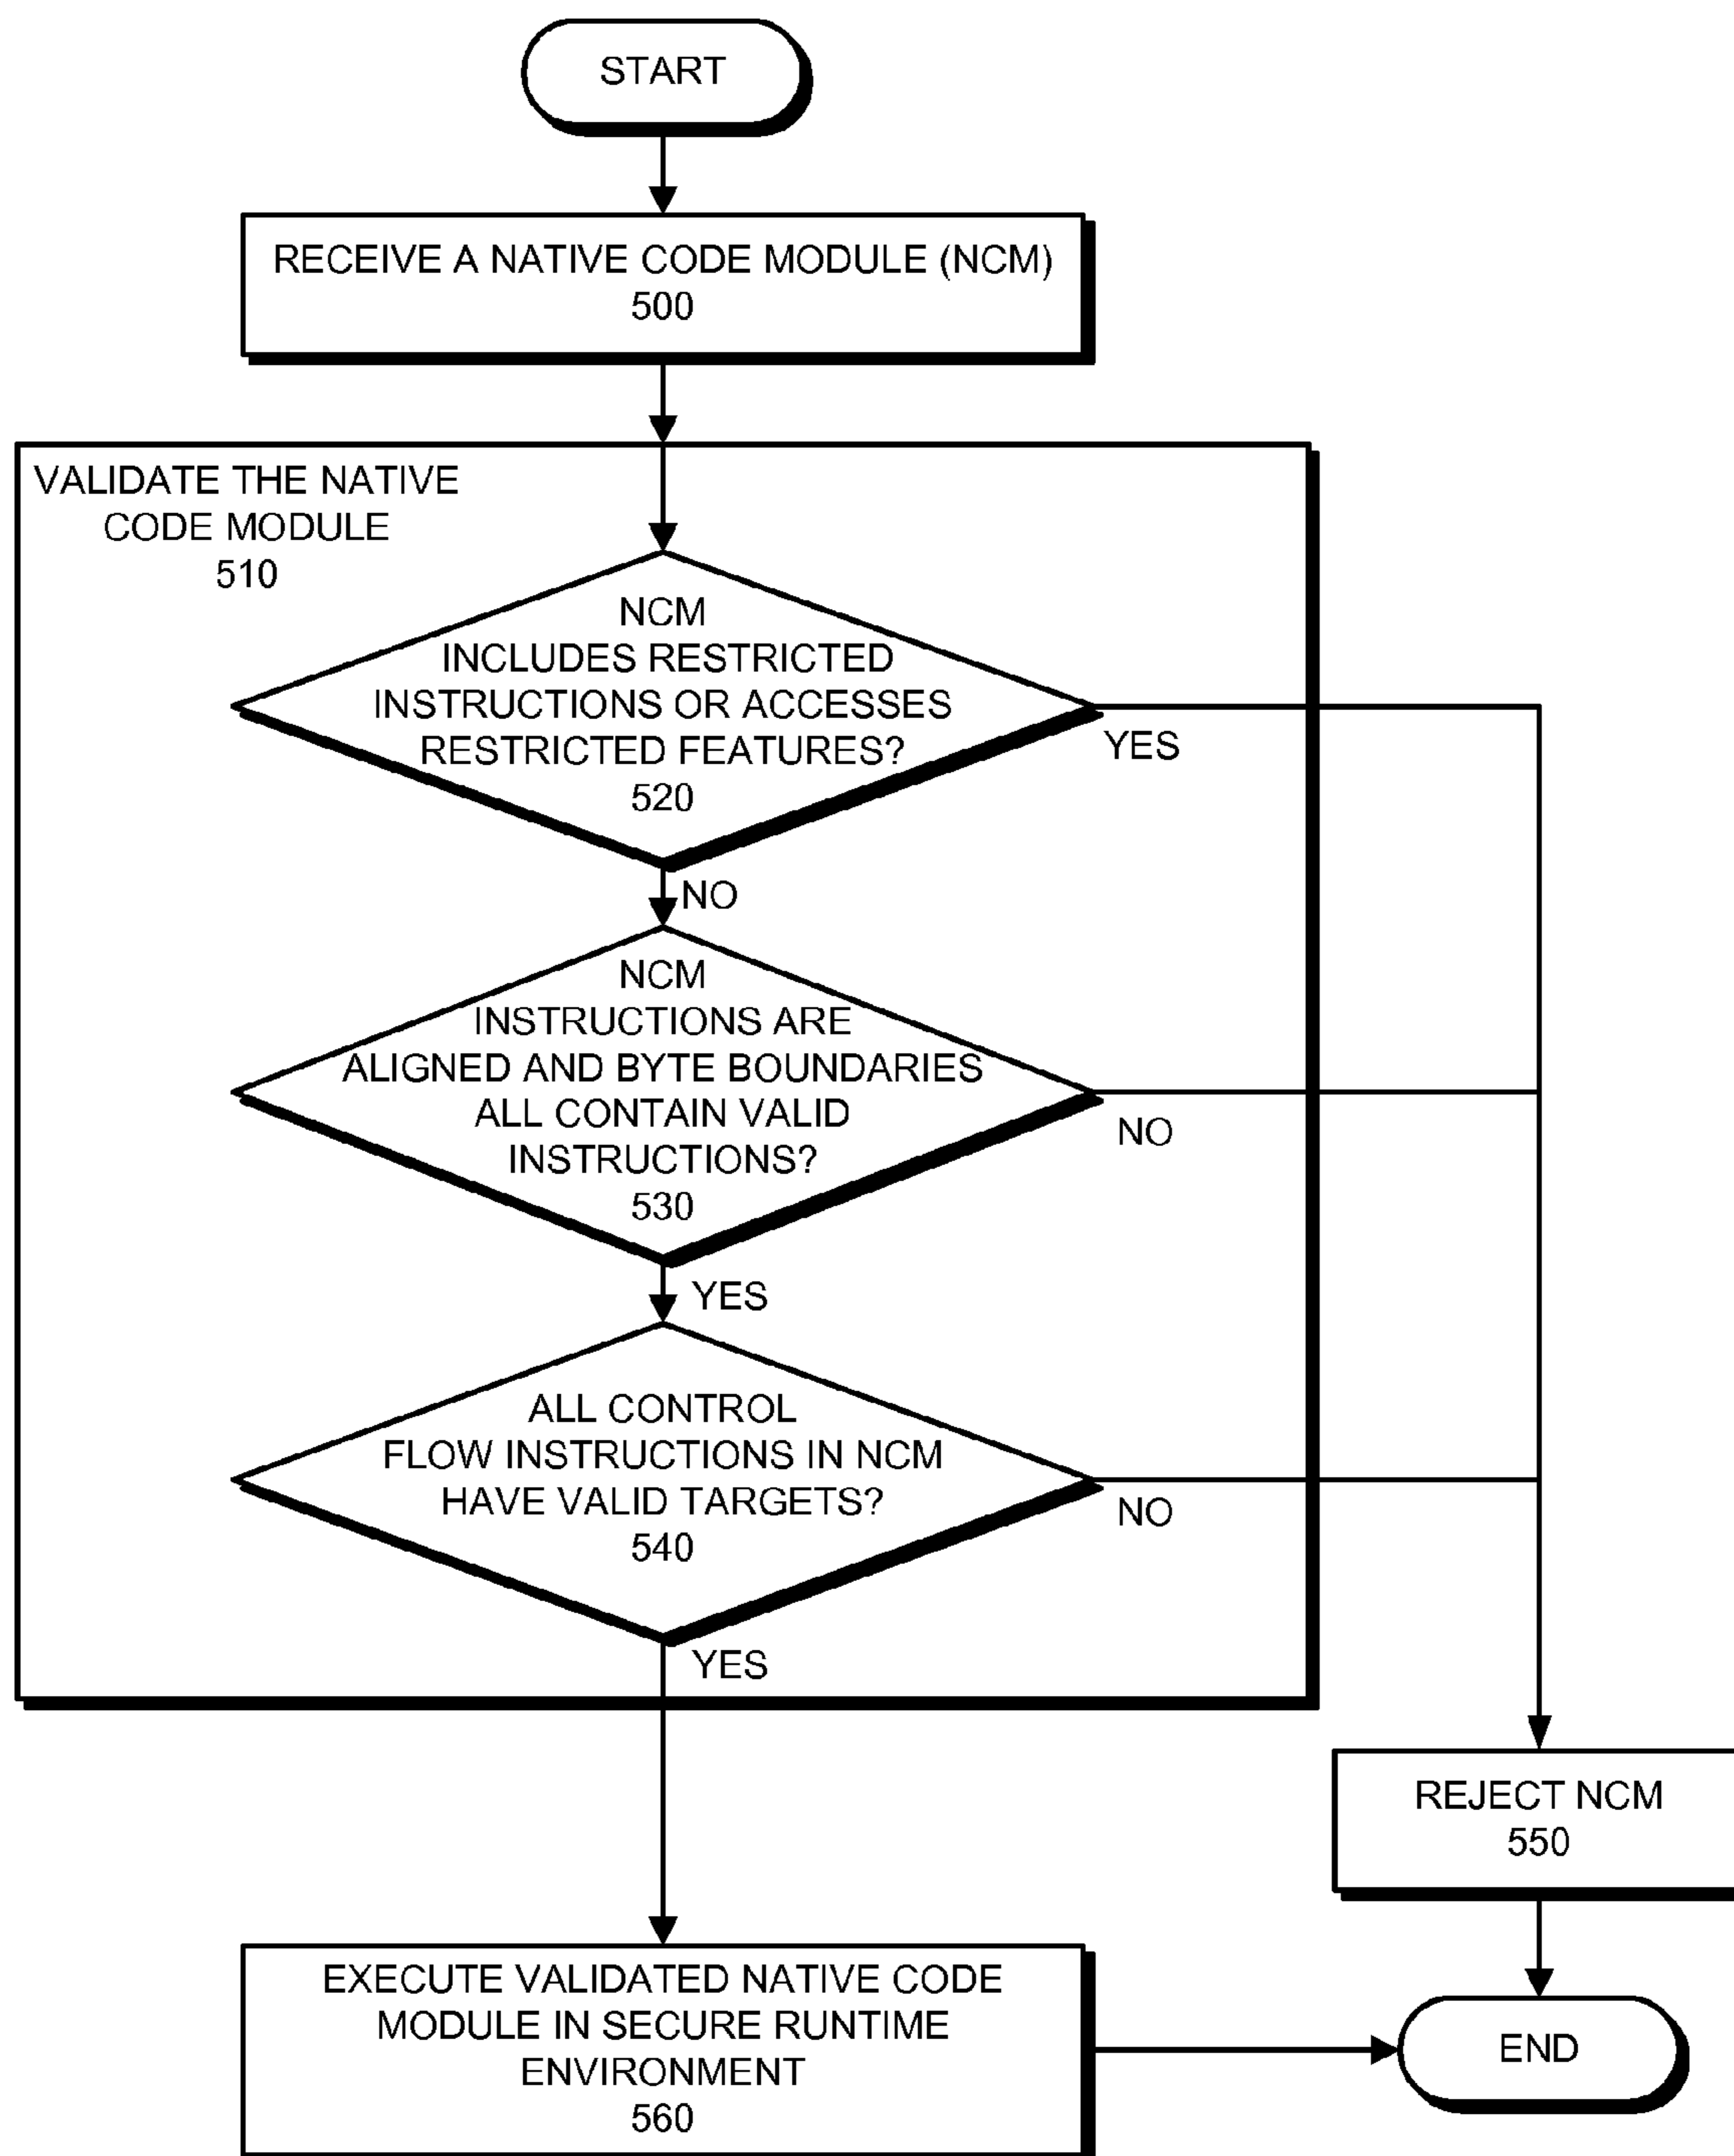 START
RECEIVE A NATIVE CODE MODULE (NCM)
500
VALIDATE THE NATIVE
CODE MODULE
510
NCM
INCLUDES RESTRICTED
INSTRUCTIONS OR ACCESSES
RESTRICTED FEATURES?
520
YES
NO
NCM
INSTRUCTIONS ARE
ALIGNED AND BYTE BOUNDARIES
ALL CONTAIN VALID
INSTRUCTIONS?
530
NO
YES
ALL CONTROL
FLOW INSTRUCTIONS IN NCM
HAVE VALID TARGETS?
540
NO
YES
REJECT NCM
550
EXECUTE VALIDATED NATIVE CODE
MODULE IN SECURE RUNTIME
ENVIRONMENT
560
END